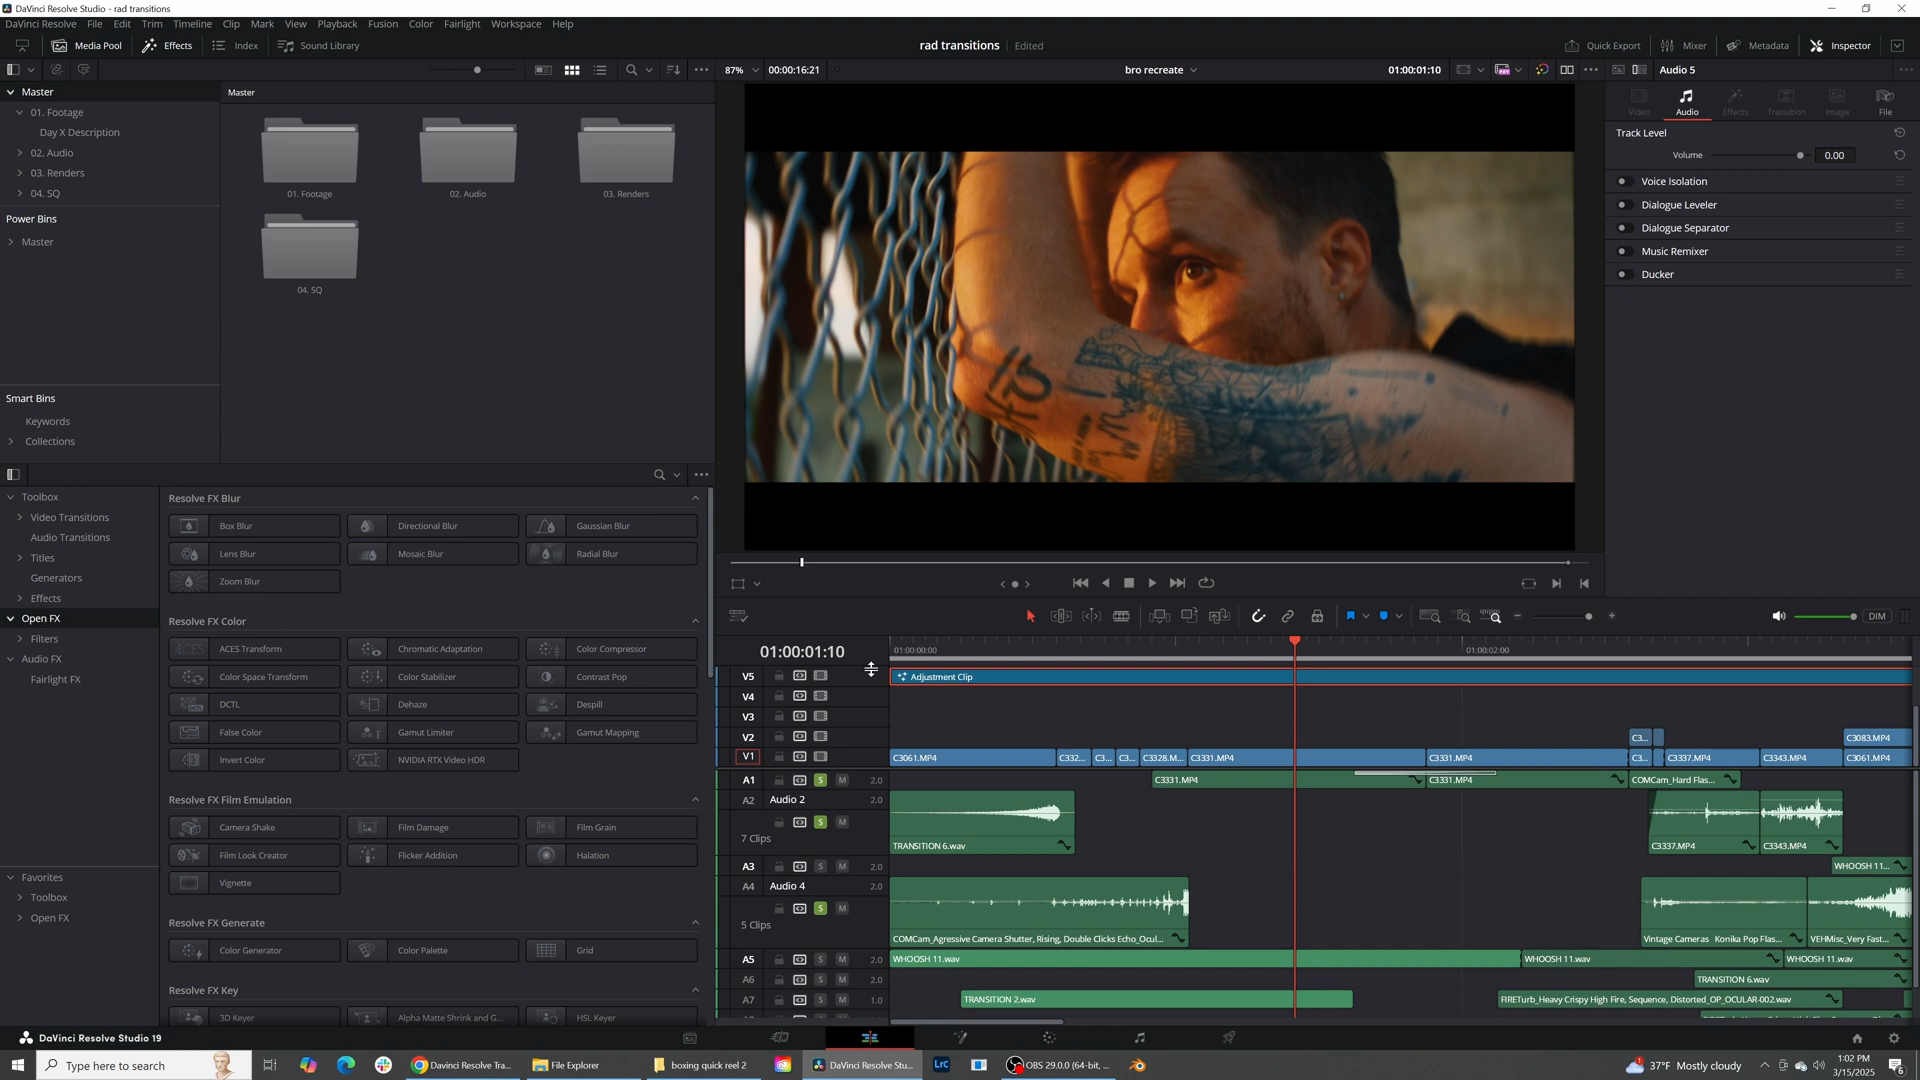 DaVinci Resolve Studio - rad transitions
DaVinci Resolve File Edit Trim Timeline Clip Mark View Playback Fusion Color Fairlight Workspace Help
Media Pool Effects Index Sound Library
rad transitions Edited
Quick Export Mixer Metadata Inspector
87% 00:00:16:21 bro recreate 01:00:01:10
Audio 5
Master
01. Footage
Day X Description
02. Audio
03. Renders
04. SQ
Power Bins
Master
Smart Bins
Keywords
Collections
Master
01. Footage 02. Audio 03. Renders
04. SQ
Video Audio Effects Transition Image File
Track Level
Volume 0.00
Voice Isolation
Dialogue Leveler
Dialogue Separator
Music Remixer
Ducker
Toolbox
Video Transitions
Audio Transitions
Titles
Generators
Effects
Open FX
Filters
Audio FX
Fairlight FX
Favorites
Toolbox
Open FX
Resolve FX Blur
Box Blur Directional Blur Gaussian Blur
Lens Blur Mosaic Blur Radial Blur
Zoom Blur
Resolve FX Color
ACES Transform Chromatic Adaptation Color Compressor
Color Space Transform Color Stabilizer Contrast Pop
DCTL Dehaze Despill
False Color Gamut Limiter Gamut Mapping
Invert Color NVIDIA RTX Video HDR
Resolve FX Film Emulation
Camera Shake Film Damage Film Grain
Film Look Creator Flicker Addition Halation
Vignette
Resolve FX Generate
Color Generator Color Palette Grid
Resolve FX Key
3D Keyer Alpha Matte Shrink and G... HSL Keyer
DIM
01:00:01:10
01:00:00:00 01:00:02:00
V5 Adjustment Clip
V4
V3
V2 C3... C3083.MP4
V1 C3061.MP4 C332... C3... C3... C3328.M... C3331.MP4 C3331.MP4 C3... C3337.MP4 C3343.MP4 C3061.MP4
A1 S M 2.0 C3331.MP4 C3331.MP4 COMCam_Hard Flas...
A2 Audio 2 2.0
S M
7 Clips
TRANSITION 6.wav C3337.MP4 C3343.MP4
A3 S M 2.0 WHOOSH 11...
A4 Audio 4 2.0
S M
5 Clips
COMCam_Agressive Camera Shutter, Rising, Double Clicks Echo_Ocul... Vintage Cameras Konika Pop Flas... VEHMisc_Very Fast...
A5 S M 2.0 WHOOSH 11.wav WHOOSH 11.wav WHOOSH 11.wav
A6 S M 2.0 TRANSITION 6.wav
A7 S M 1.0 TRANSITION 2.wav FIRETurb_Heavy Crispy High Fire, Sequence, Distorted_OP_OCULAR-002.wav
DaVinci Resolve Studio 19
Type here to search
Davinci Resolve Tra...
File Explorer
boxing quick reel 2
DaVinci Resolve Stu...
LrC
OBS 29.0.0 (64-bit, ...
37°F Mostly cloudy
1:02 PM
3/15/2025
6